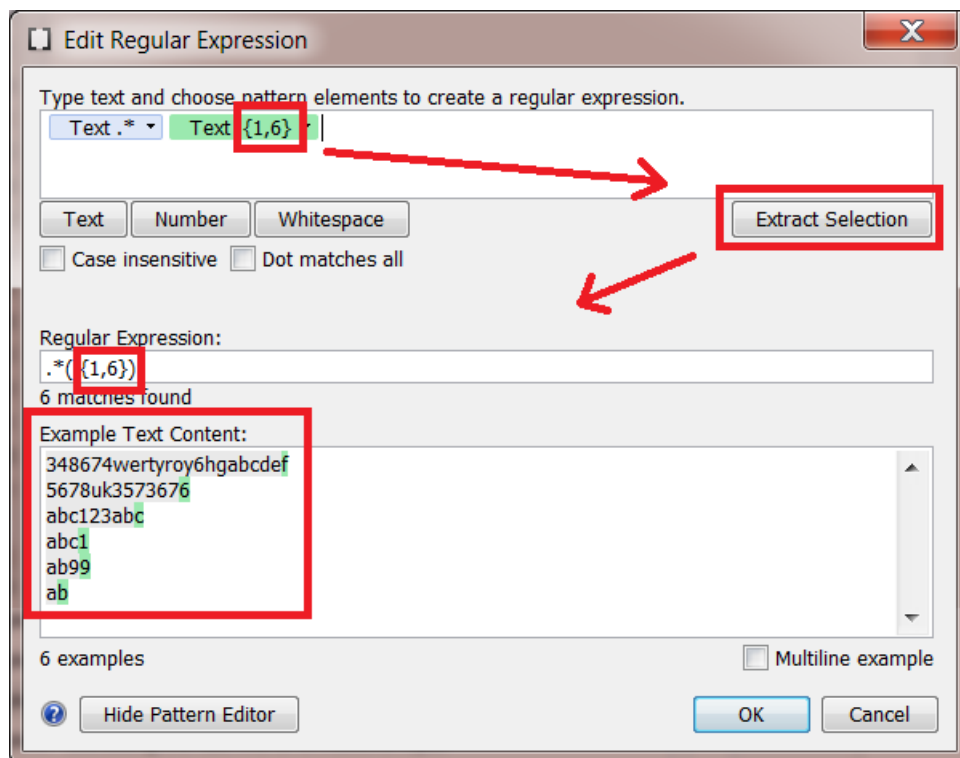 Edit Regular Expression
Type text and choose pattern elements to create a regular expression.
Text .* Text {1,6}
Text Number Whitespace Extract Selection
Case insensitive Dot matches all
Regular Expression:
.*( {1,6})
6 matches found
Example Text Content:
348674wertyroy6hgabcdef
5678uk3573676
abc123abc
abc1
ab99
ab
6 examples Multiline example
Hide Pattern Editor OK Cancel